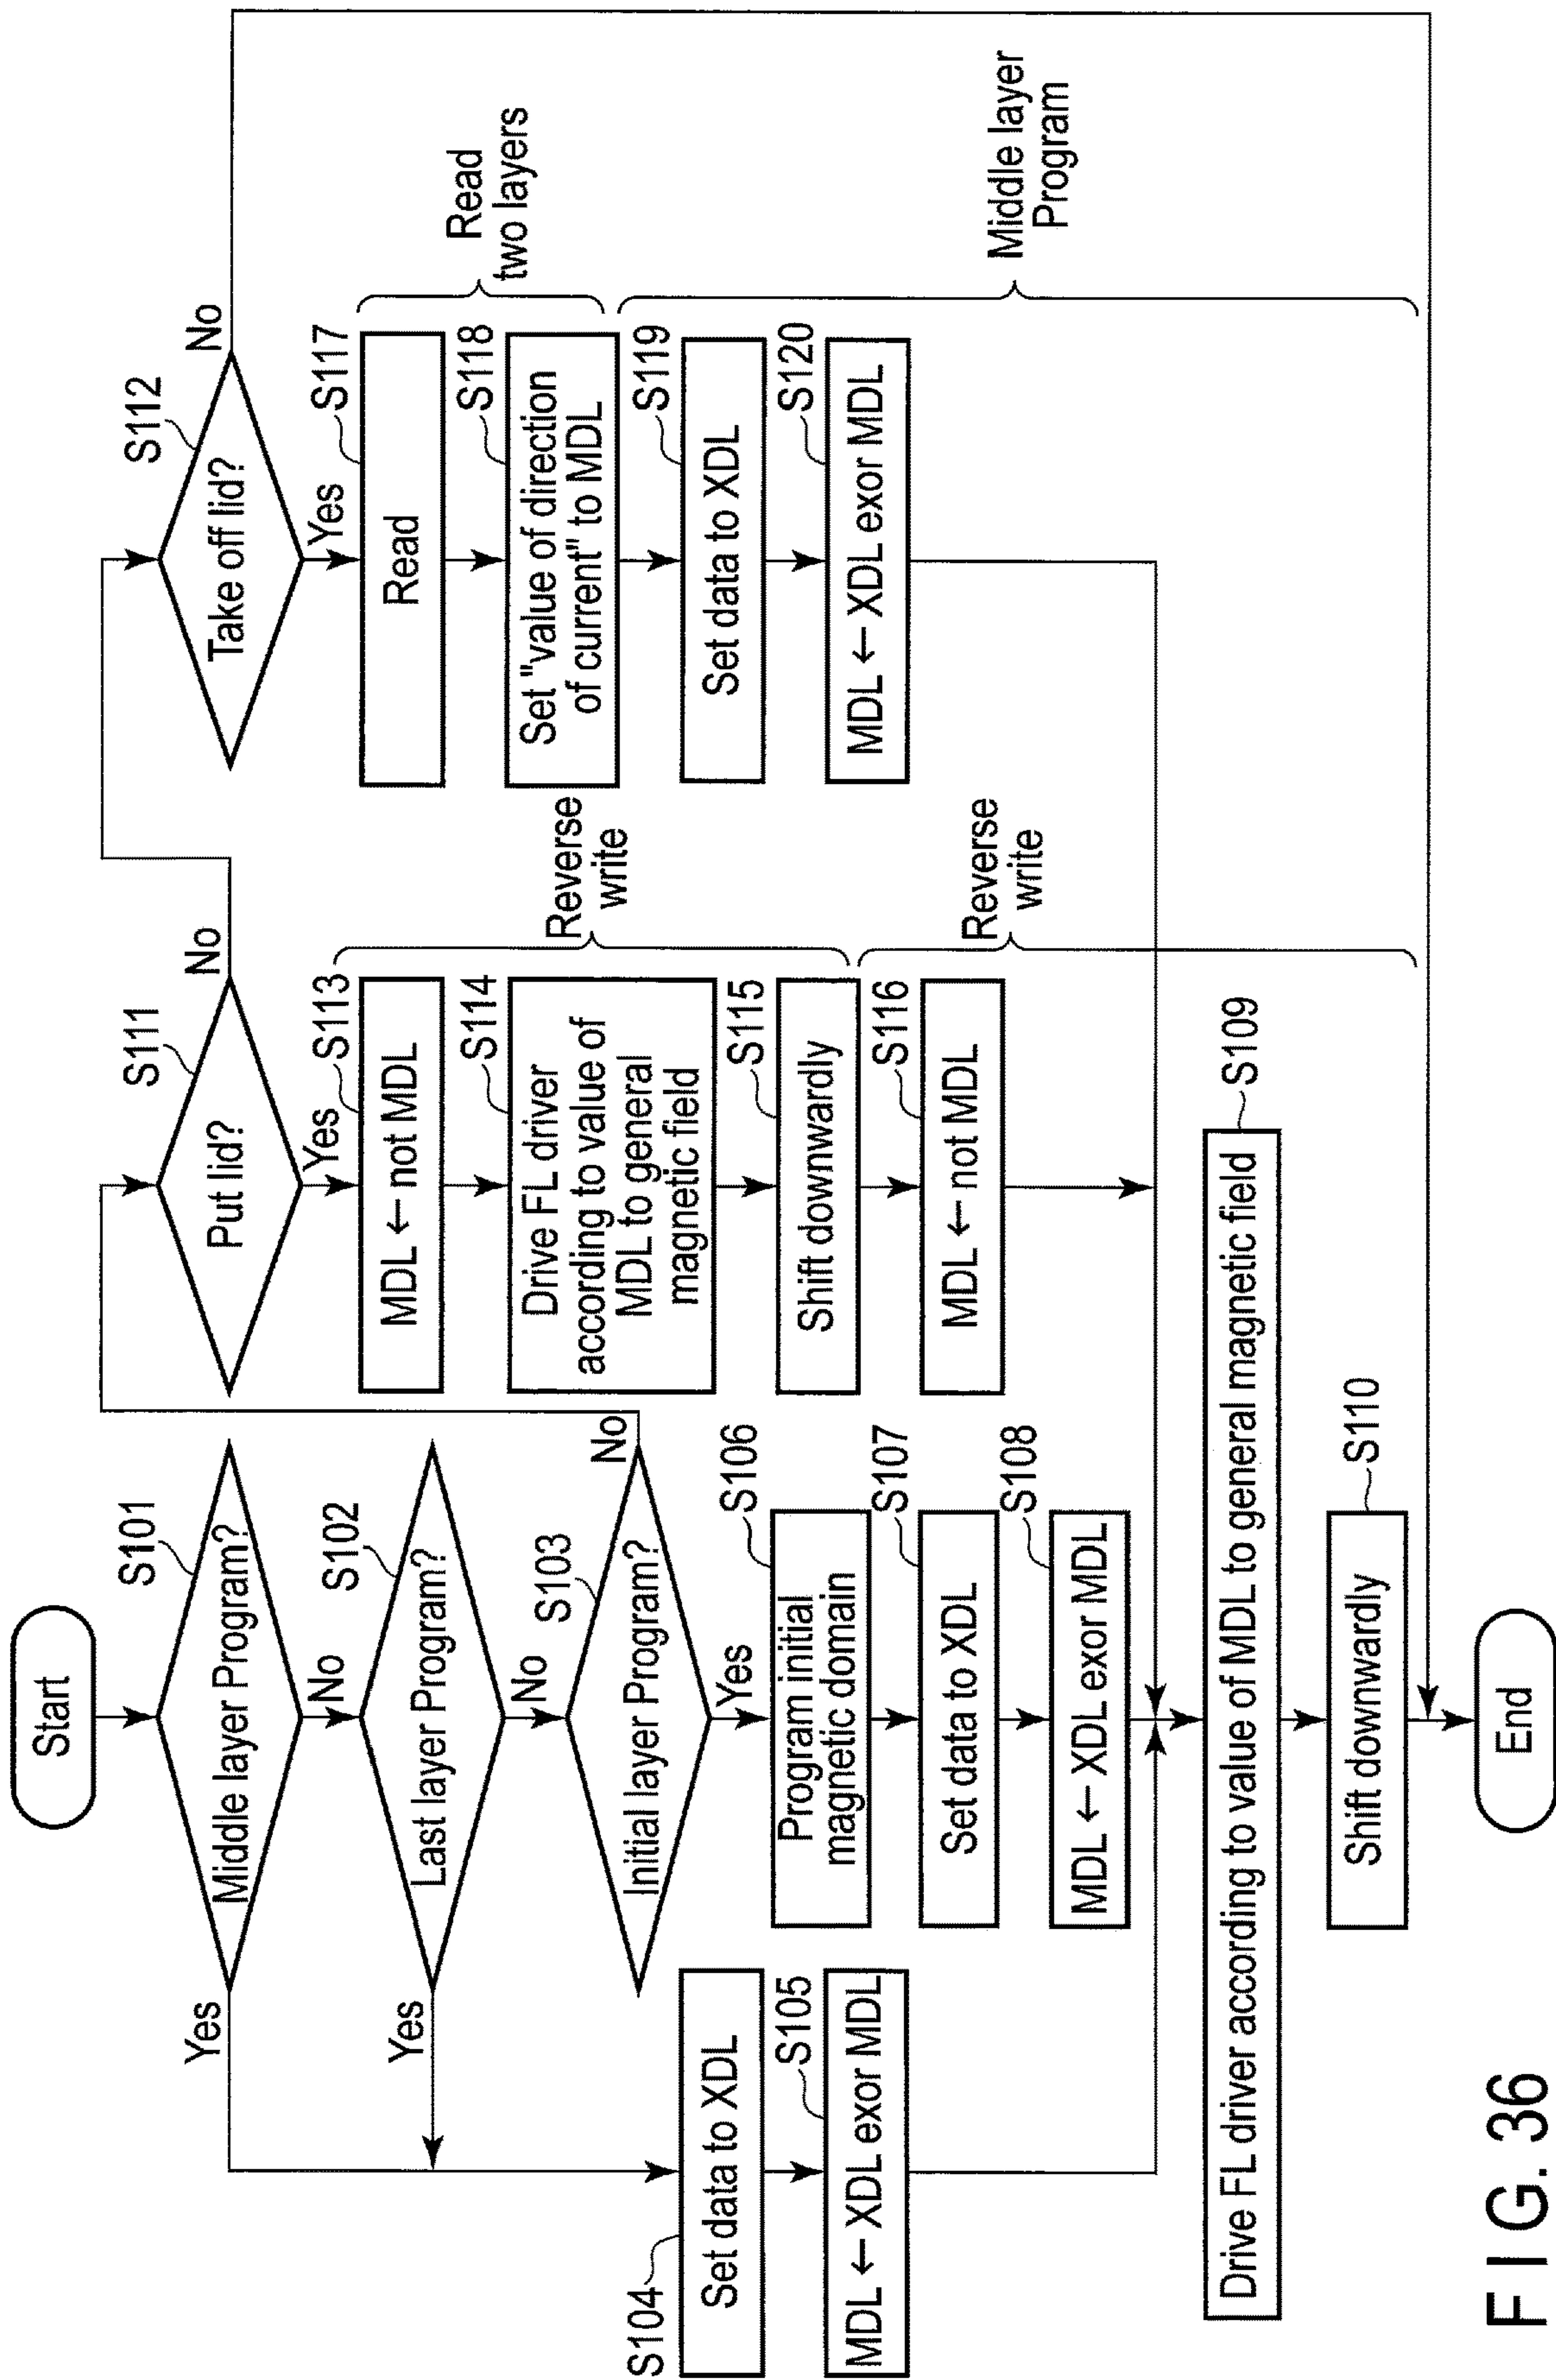 Start
S101
Middle layer Program?
Yes
No
S102
Last layer Program?
Yes
No
S103
Initial layer Program?
No
Yes
S104
Set data to XDL
S105
MDL ← XDL exor MDL
S106
Program initial
magnetic domain
S107
Set data to XDL
S108
MDL ← XDL exor MDL
S109
Drive FL driver according to value of MDL to general magnetic field
S110
Shift downwardly
End
S111
Put lid?
No
Yes
S113
MDL ← not MDL
S114
Drive FL driver
according to value of
MDL to general
magnetic field
S115
Shift downwardly
Reverse
write
S116
MDL ← not MDL
Reverse
write
S112
Take off lid?
No
Yes
S117
Read
S118
Set "value of direction
of current" to MDL
Read
two layers
S119
Set data to XDL
S120
MDL ← XDL exor MDL
Middle layer
Program
FIG. 36